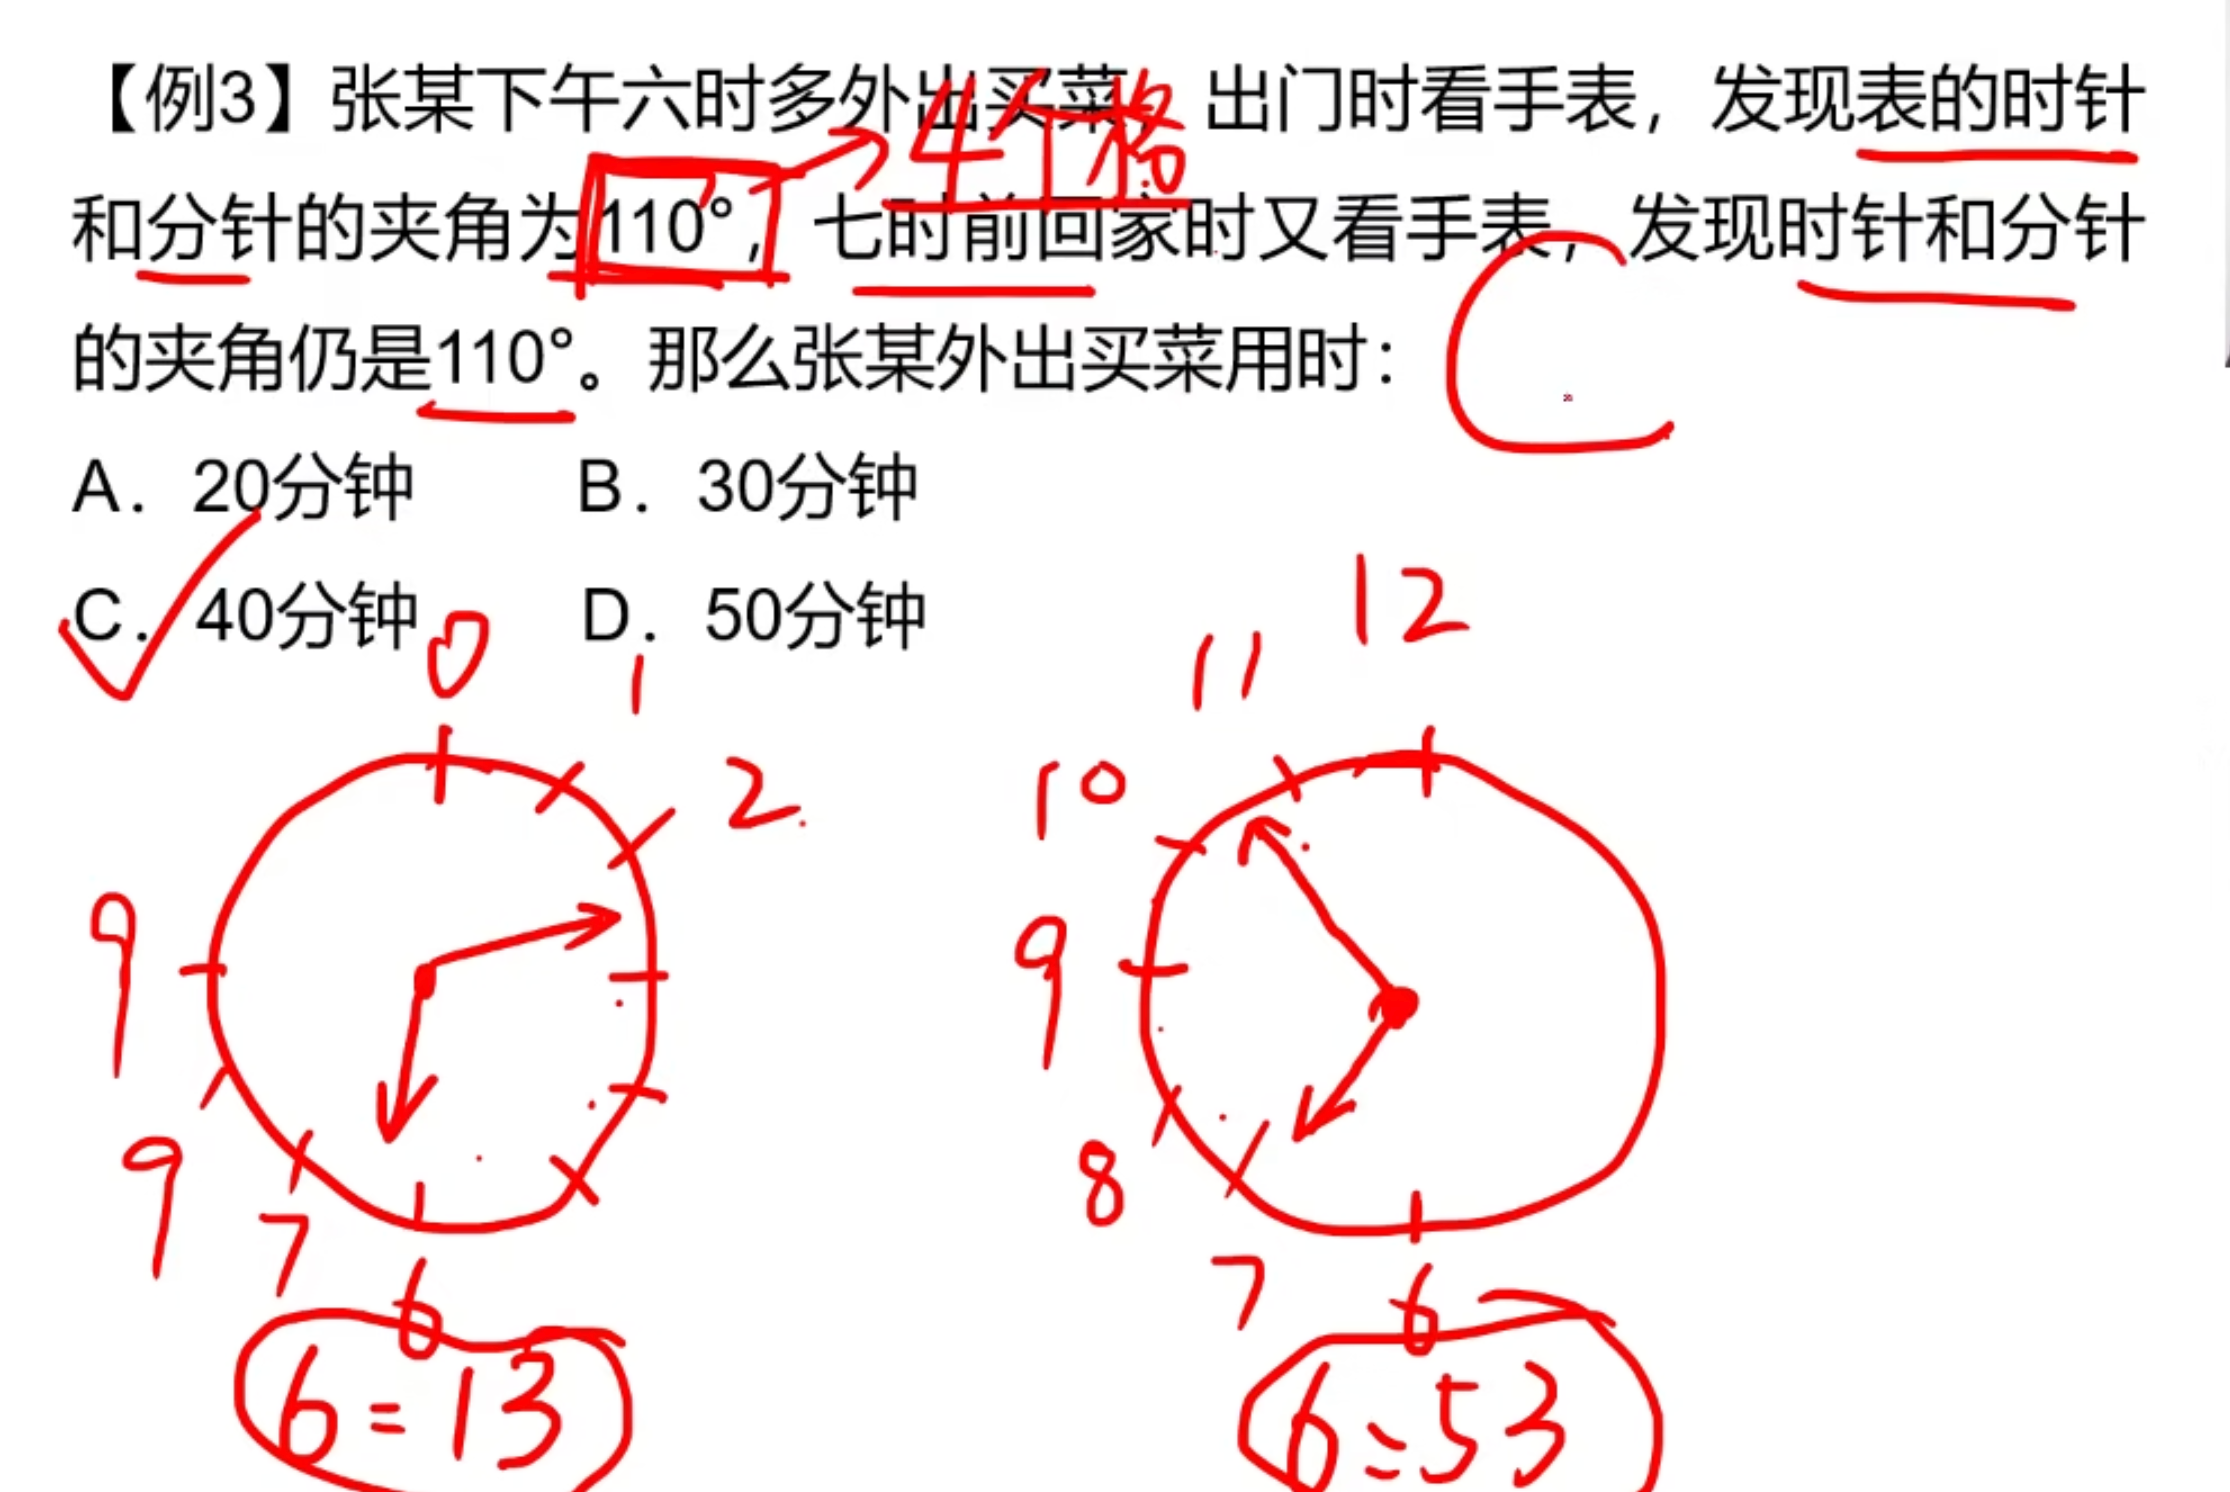 【例3】张某下午六时多外出买菜，出门时看手表，发现表的时针
4个格
和分针的夹角为110°，七时前回家时又看手表，发现时针和分针
的夹角仍是110°。那么张某外出买菜用时：
A．20分钟 B．30分钟
C．40分钟 D．50分钟
0
1
2
9
9
7
6
6=13
12
11
10
9
8
7
6
6=53